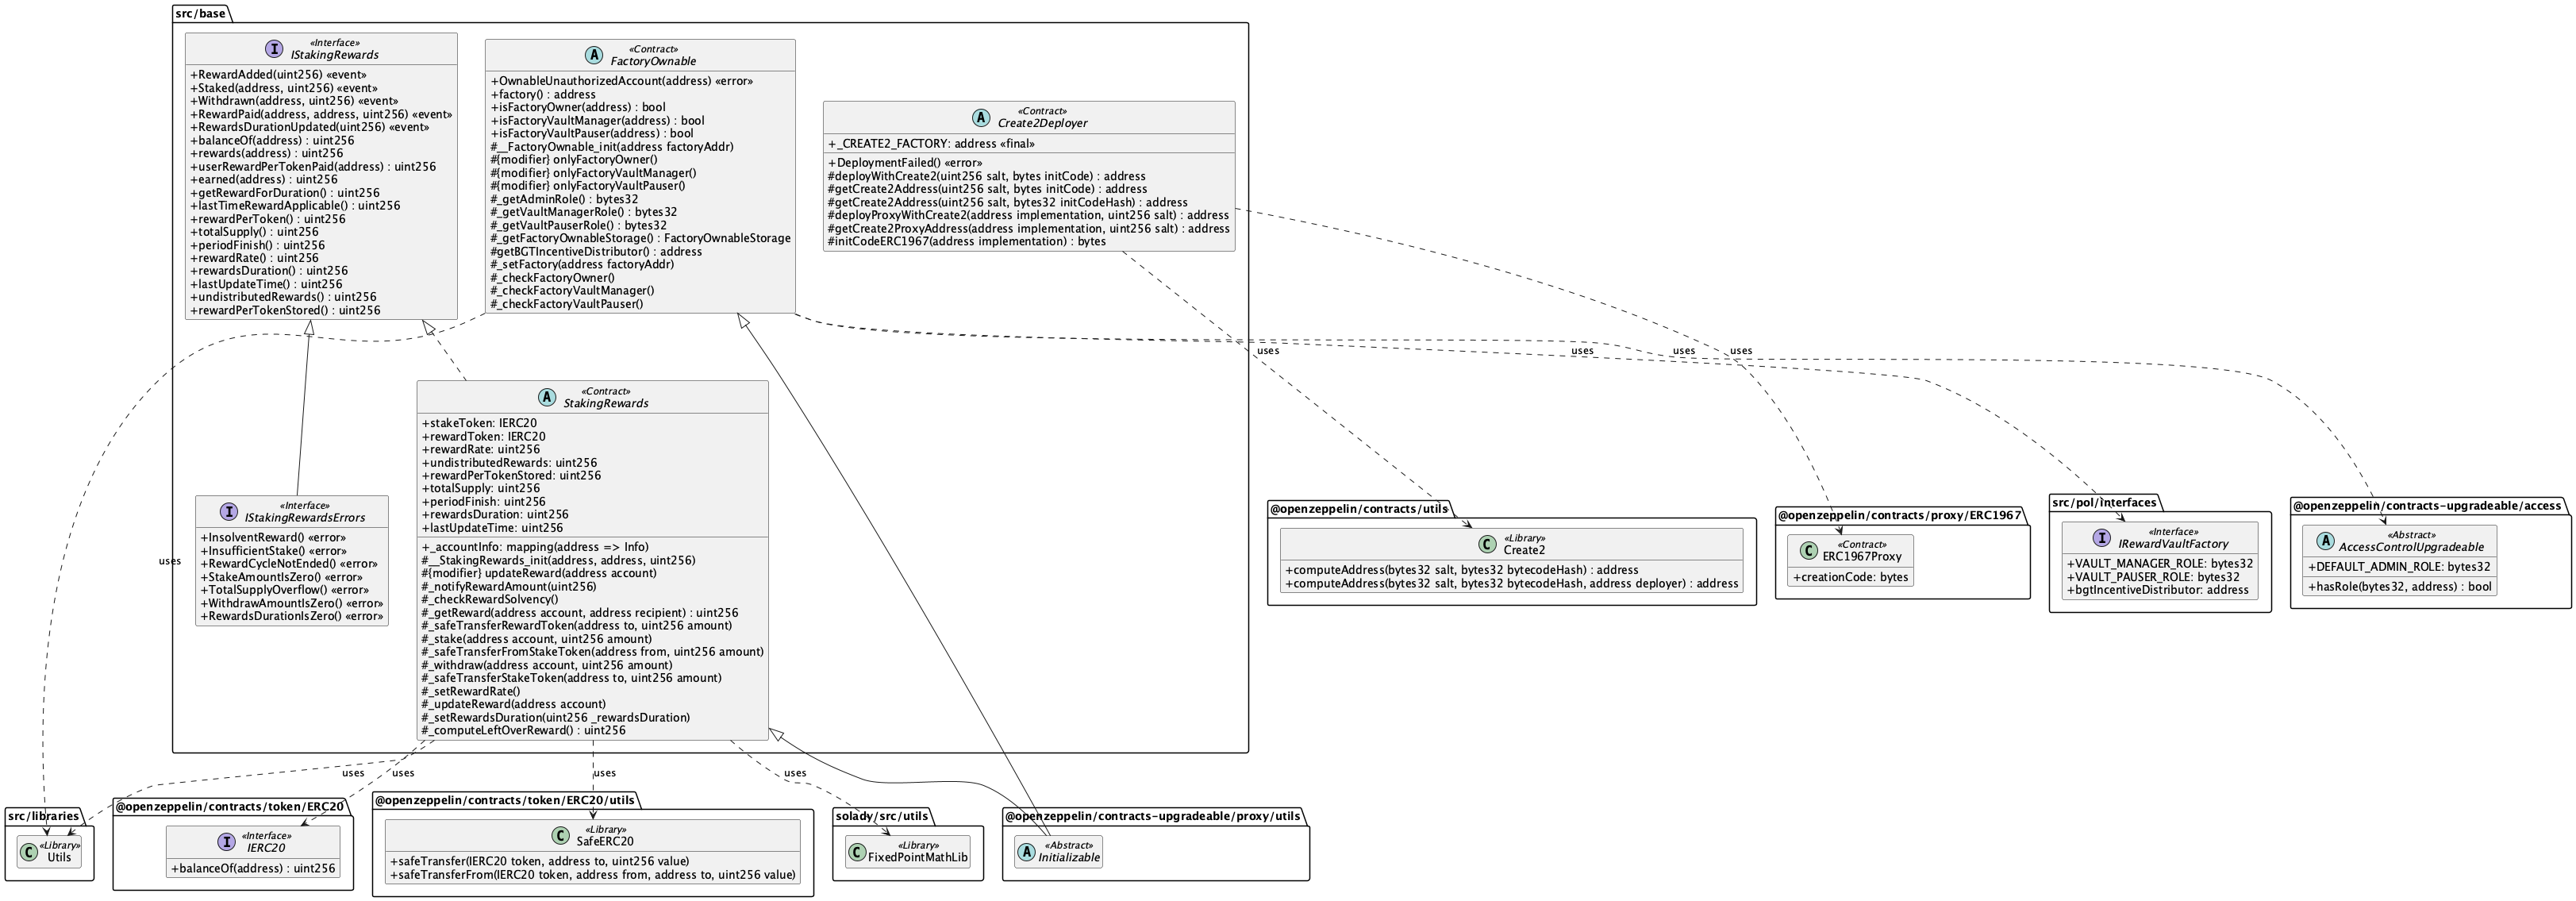 src/base
I
«Interface»
IStakingRewards
+RewardAdded(uint256) «event»
+Staked(address, uint256) «event»
+Withdrawn(address, uint256) «event»
+RewardPaid(address, address, uint256) «event»
+RewardsDurationUpdated(uint256) «event»
+balanceOf(address) : uint256
+rewards(address) : uint256
+userRewardPerTokenPaid(address) : uint256
+earned(address) : uint256
+getRewardForDuration() : uint256
+lastTimeRewardApplicable() : uint256
+rewardPerToken() : uint256
+totalSupply() : uint256
+periodFinish() : uint256
+rewardRate() : uint256
+rewardsDuration() : uint256
+lastUpdateTime() : uint256
+undistributedRewards() : uint256
+rewardPerTokenStored() : uint256
A
«Contract»
FactoryOwnable
+OwnableUnauthorizedAccount(address) «error»
+factory() : address
+isFactoryOwner(address) : bool
+isFactoryVaultManager(address) : bool
+isFactoryVaultPauser(address) : bool
#__FactoryOwnable_init(address factoryAddr)
#{modifier} onlyFactoryOwner()
#{modifier} onlyFactoryVaultManager()
#{modifier} onlyFactoryVaultPauser()
#_getAdminRole() : bytes32
#_getVaultManagerRole() : bytes32
#_getVaultPauserRole() : bytes32
#_getFactoryOwnableStorage() : FactoryOwnableStorage
#getBGTIncentiveDistributor() : address
#_setFactory(address factoryAddr)
#_checkFactoryOwner()
#_checkFactoryVaultManager()
#_checkFactoryVaultPauser()
A
«Contract»
Create2Deployer
+_CREATE2_FACTORY: address «final»
+DeploymentFailed() «error»
#deployWithCreate2(uint256 salt, bytes initCode) : address
#getCreate2Address(uint256 salt, bytes initCode) : address
#getCreate2Address(uint256 salt, bytes32 initCodeHash) : address
#deployProxyWithCreate2(address implementation, uint256 salt) : address
#getCreate2ProxyAddress(address implementation, uint256 salt) : address
#initCodeERC1967(address implementation) : bytes
uses
uses
uses
uses
A
«Contract»
StakingRewards
+stakeToken: IERC20
+rewardToken: IERC20
+rewardRate: uint256
+undistributedRewards: uint256
+rewardPerTokenStored: uint256
+totalSupply: uint256
+periodFinish: uint256
+rewardsDuration: uint256
+lastUpdateTime: uint256
+_accountInfo: mapping(address => Info)
#__StakingRewards_init(address, address, uint256)
#{modifier} updateReward(address account)
#_notifyRewardAmount(uint256)
#_checkRewardSolvency()
#_getReward(address account, address recipient) : uint256
#_safeTransferRewardToken(address to, uint256 amount)
#_stake(address account, uint256 amount)
#_safeTransferFromStakeToken(address from, uint256 amount)
#_withdraw(address account, uint256 amount)
#_safeTransferStakeToken(address to, uint256 amount)
#_setRewardRate()
#_updateReward(address account)
#_setRewardsDuration(uint256 _rewardsDuration)
#_computeLeftOverReward() : uint256
I
«Interface»
IStakingRewardsErrors
+InsolventReward() «error»
+InsufficientStake() «error»
+RewardCycleNotEnded() «error»
+StakeAmountIsZero() «error»
+TotalSupplyOverflow() «error»
+WithdrawAmountIsZero() «error»
+RewardsDurationIsZero() «error»
uses
@openzeppelin/contracts/utils
C
«Library»
Create2
+computeAddress(bytes32 salt, bytes32 bytecodeHash) : address
+computeAddress(bytes32 salt, bytes32 bytecodeHash, address deployer) : address
@openzeppelin/contracts/proxy/ERC1967
C
«Contract»
ERC1967Proxy
+creationCode: bytes
src/pol/interfaces
I
«Interface»
IRewardVaultFactory
+VAULT_MANAGER_ROLE: bytes32
+VAULT_PAUSER_ROLE: bytes32
+bgtIncentiveDistributor: address
@openzeppelin/contracts-upgradeable/access
A
«Abstract»
AccessControlUpgradeable
+DEFAULT_ADMIN_ROLE: bytes32
+hasRole(bytes32, address) : bool
uses
uses
uses
uses
src/libraries
C
«Library»
Utils
@openzeppelin/contracts/token/ERC20
I
«Interface»
IERC20
+balanceOf(address) : uint256
@openzeppelin/contracts/token/ERC20/utils
C
«Library»
SafeERC20
+safeTransfer(IERC20 token, address to, uint256 value)
+safeTransferFrom(IERC20 token, address from, address to, uint256 value)
solady/src/utils
C
«Library»
FixedPointMathLib
@openzeppelin/contracts-upgradeable/proxy/utils
A
«Abstract»
Initializable